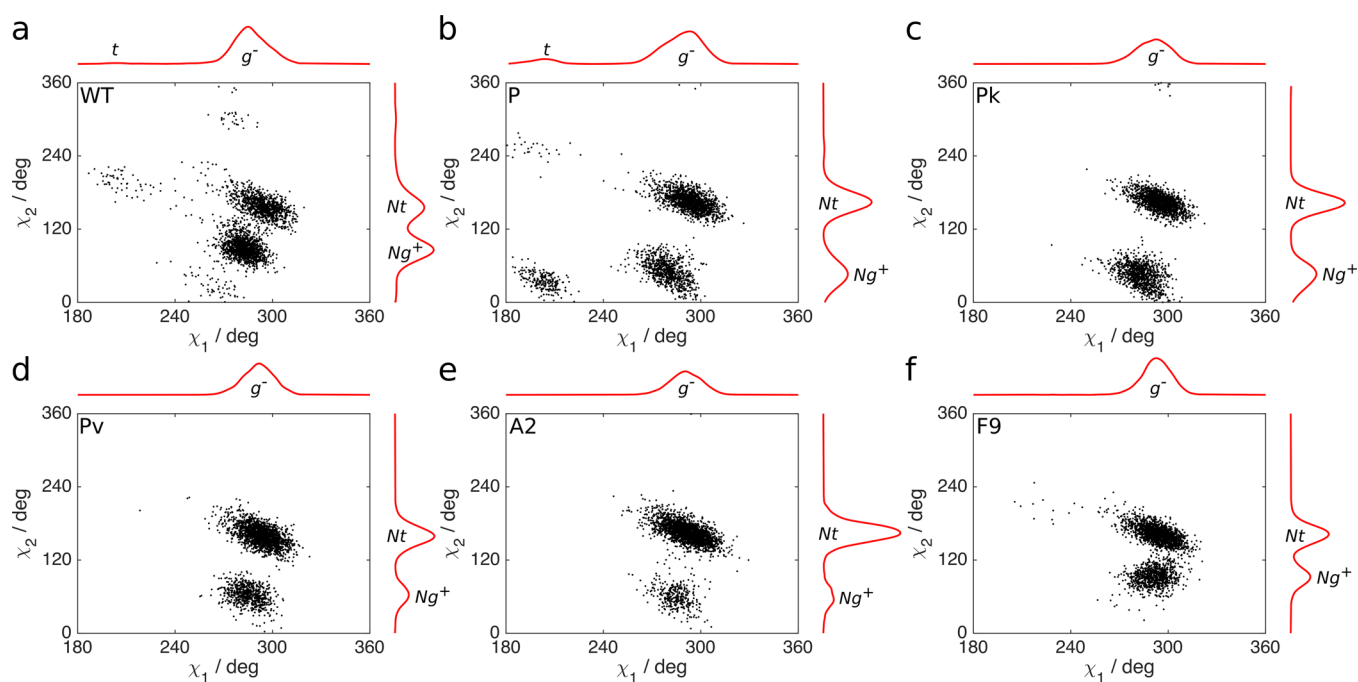 a
t
g-
WT
360
240
120
0
χ2 / deg
Nt
Ng+
180
240
300
360
χ1 / deg
b
t
g-
P
360
240
120
0
χ2 / deg
Nt
Ng+
180
240
300
360
χ1 / deg
c
g-
Pk
360
240
120
0
χ2 / deg
Nt
Ng+
180
240
300
360
χ1 / deg
d
g-
Pv
360
240
120
0
χ2 / deg
Nt
Ng+
180
240
300
360
χ1 / deg
e
g-
A2
360
240
120
0
χ2 / deg
Nt
Ng+
180
240
300
360
χ1 / deg
f
g-
F9
360
240
120
0
χ2 / deg
Nt
Ng+
180
240
300
360
χ1 / deg